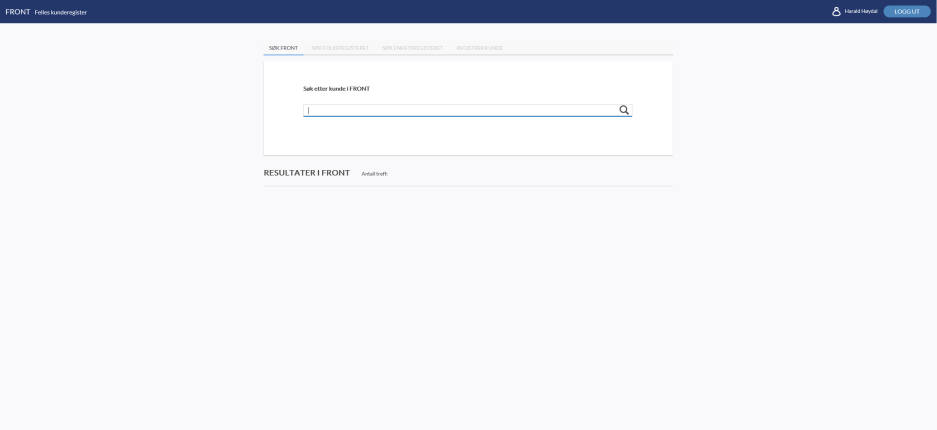 FRONT Felles kunderegister
Harald Høydal
LOGG UT
SØK FRONT
SØK FOLKEREGISTERET
SØK ENHETSREGISTERET
REGISTRER KUNDE
Søk etter kunde i FRONT
RESULTATER I FRONT
Antall treff: